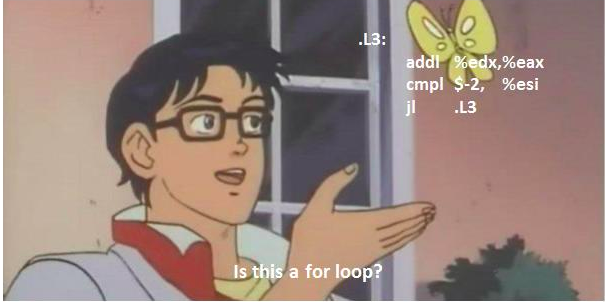 .L3:
addl %edx,%eax
cmpl $-2, %esi
jl .L3
Is this a for loop?